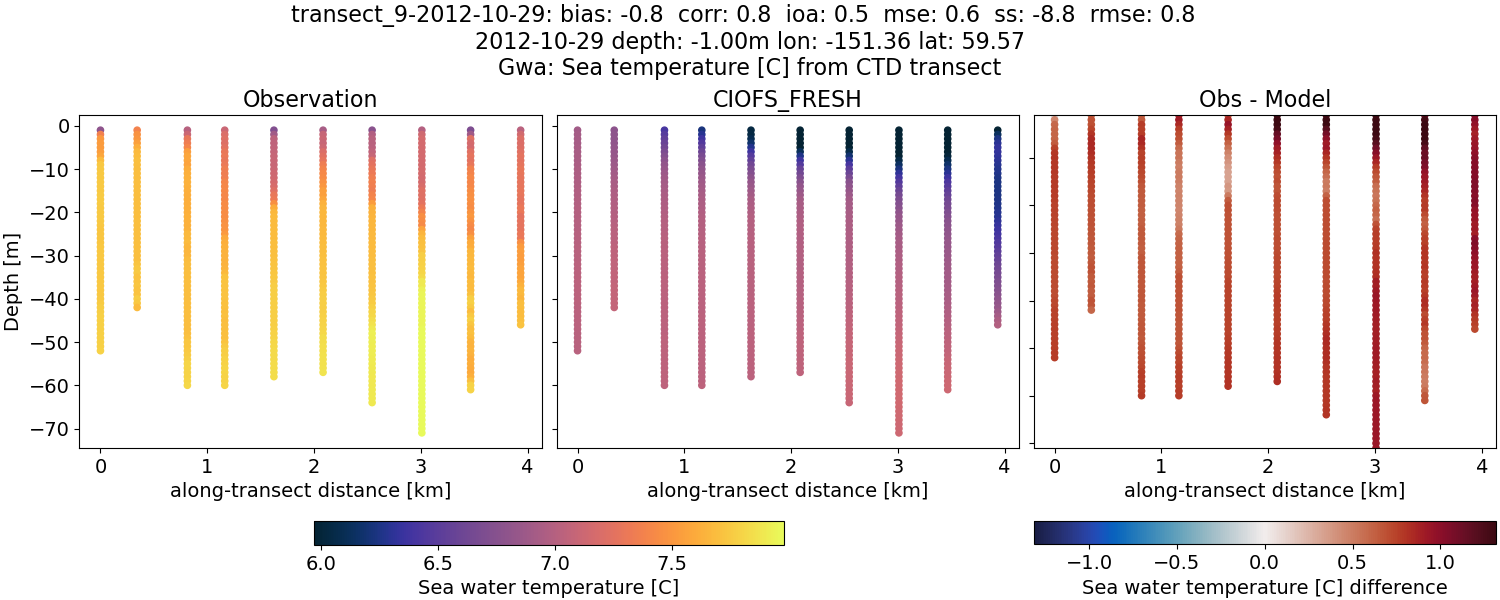 transect_9-2012-10-29: bias: -0.8  corr: 0.8  ioa: 0.5  mse: 0.6  ss: -8.8  rmse: 0.8
2012-10-29 depth: -1.00m lon: -151.36 lat: 59.57
Gwa: Sea temperature [C] from CTD transect
Observation
CIOFS_FRESH
Obs - Model
Depth [m]
0
−10
−20
−30
−40
−50
−60
−70
0 1 2 3 4
0 1 2 3 4
0 1 2 3 4
along-transect distance [km]
along-transect distance [km]
along-transect distance [km]
6.0 6.5 7.0 7.5
Sea water temperature [C]
−1.0 −0.5 0.0 0.5 1.0
Sea water temperature [C] difference